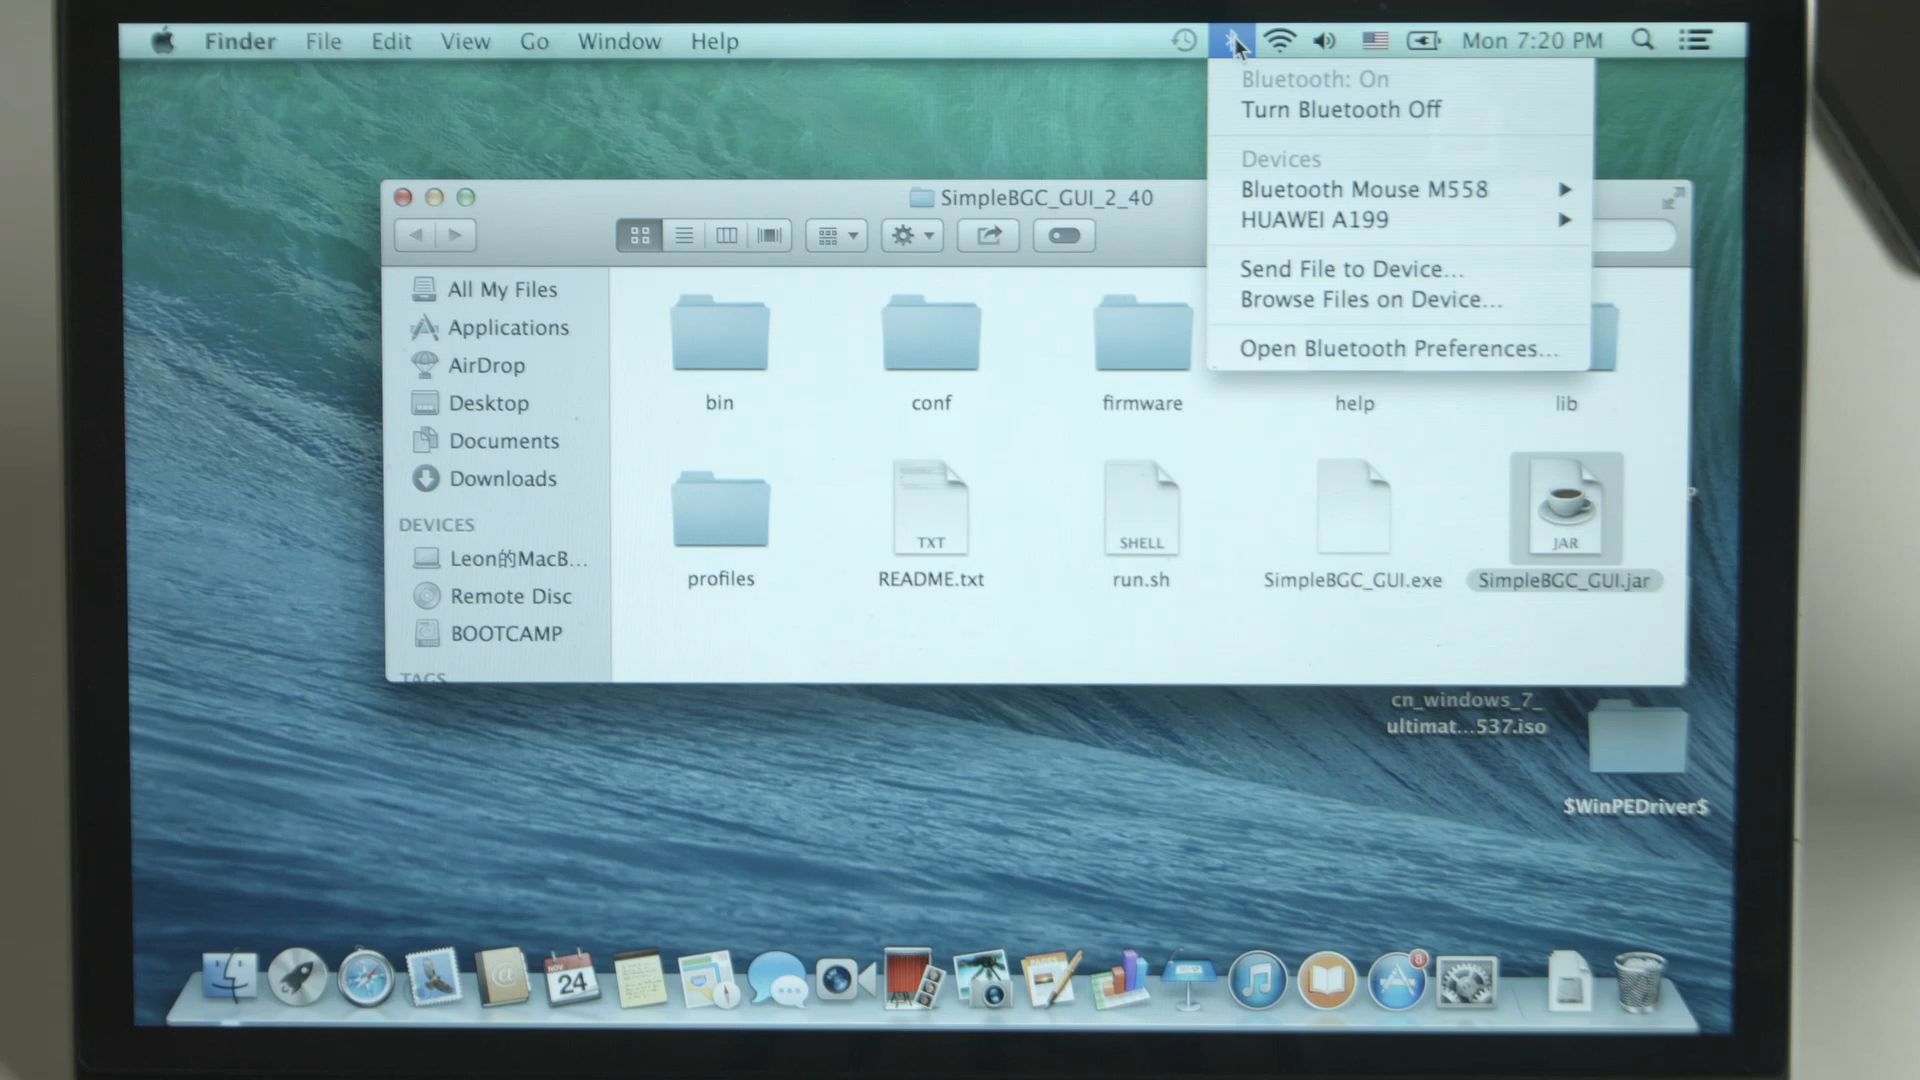 Finder File Edit View Go Window Help Mon 7:20 PM
Bluetooth: On
Turn Bluetooth Off
Devices
Bluetooth Mouse M558
HUAWEI A199
Send File to Device...
Browse Files on Device...
Open Bluetooth Preferences...
SimpleBGC_GUI_2_40
All My Files
Applications
AirDrop
Desktop
Documents
Downloads
DEVICES
Leon的MacB...
Remote Disc
BOOTCAMP
TAGS
bin conf firmware help lib
TXT SHELL JAR
profiles README.txt run.sh SimpleBGC_GUI.exe SimpleBGC_GUI.jar
cn_windows_7_
ultimat...537.iso
$WinPEDriver$
NOV
24
8